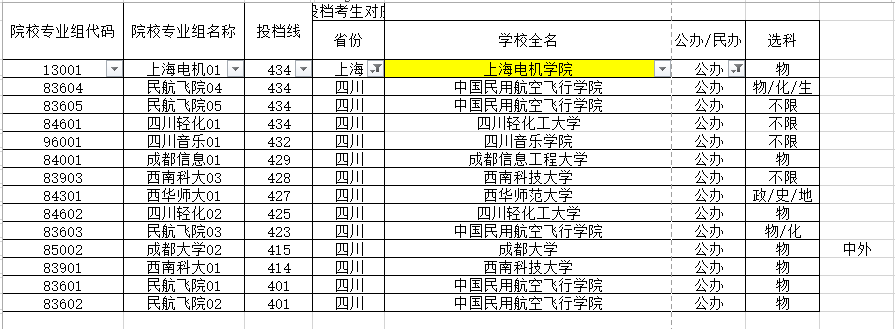 投档考生对应
院校专业组代码 院校专业组名称 投档线 省份 学校全名 公办/民办 选科
13001 上海电机01 434 上海 上海电机学院 公办 物
83604 民航飞院04 434 四川 中国民用航空飞行学院 公办 物/化/生
83605 民航飞院05 434 四川 中国民用航空飞行学院 公办 不限
84601 四川轻化01 434 四川 四川轻化工大学 公办 不限
96001 四川音乐01 432 四川 四川音乐学院 公办 不限
84001 成都信息01 429 四川 成都信息工程大学 公办 物
83903 西南科大03 428 四川 西南科技大学 公办 不限
84301 西华师大01 427 四川 西华师范大学 公办 政/史/地
84602 四川轻化02 425 四川 四川轻化工大学 公办 物
83603 民航飞院03 423 四川 中国民用航空飞行学院 公办 物/化
85002 成都大学02 415 四川 成都大学 公办 物 中外
83901 西南科大01 414 四川 西南科技大学 公办 物
83601 民航飞院01 401 四川 中国民用航空飞行学院 公办 物
83602 民航飞院02 401 四川 中国民用航空飞行学院 公办 物